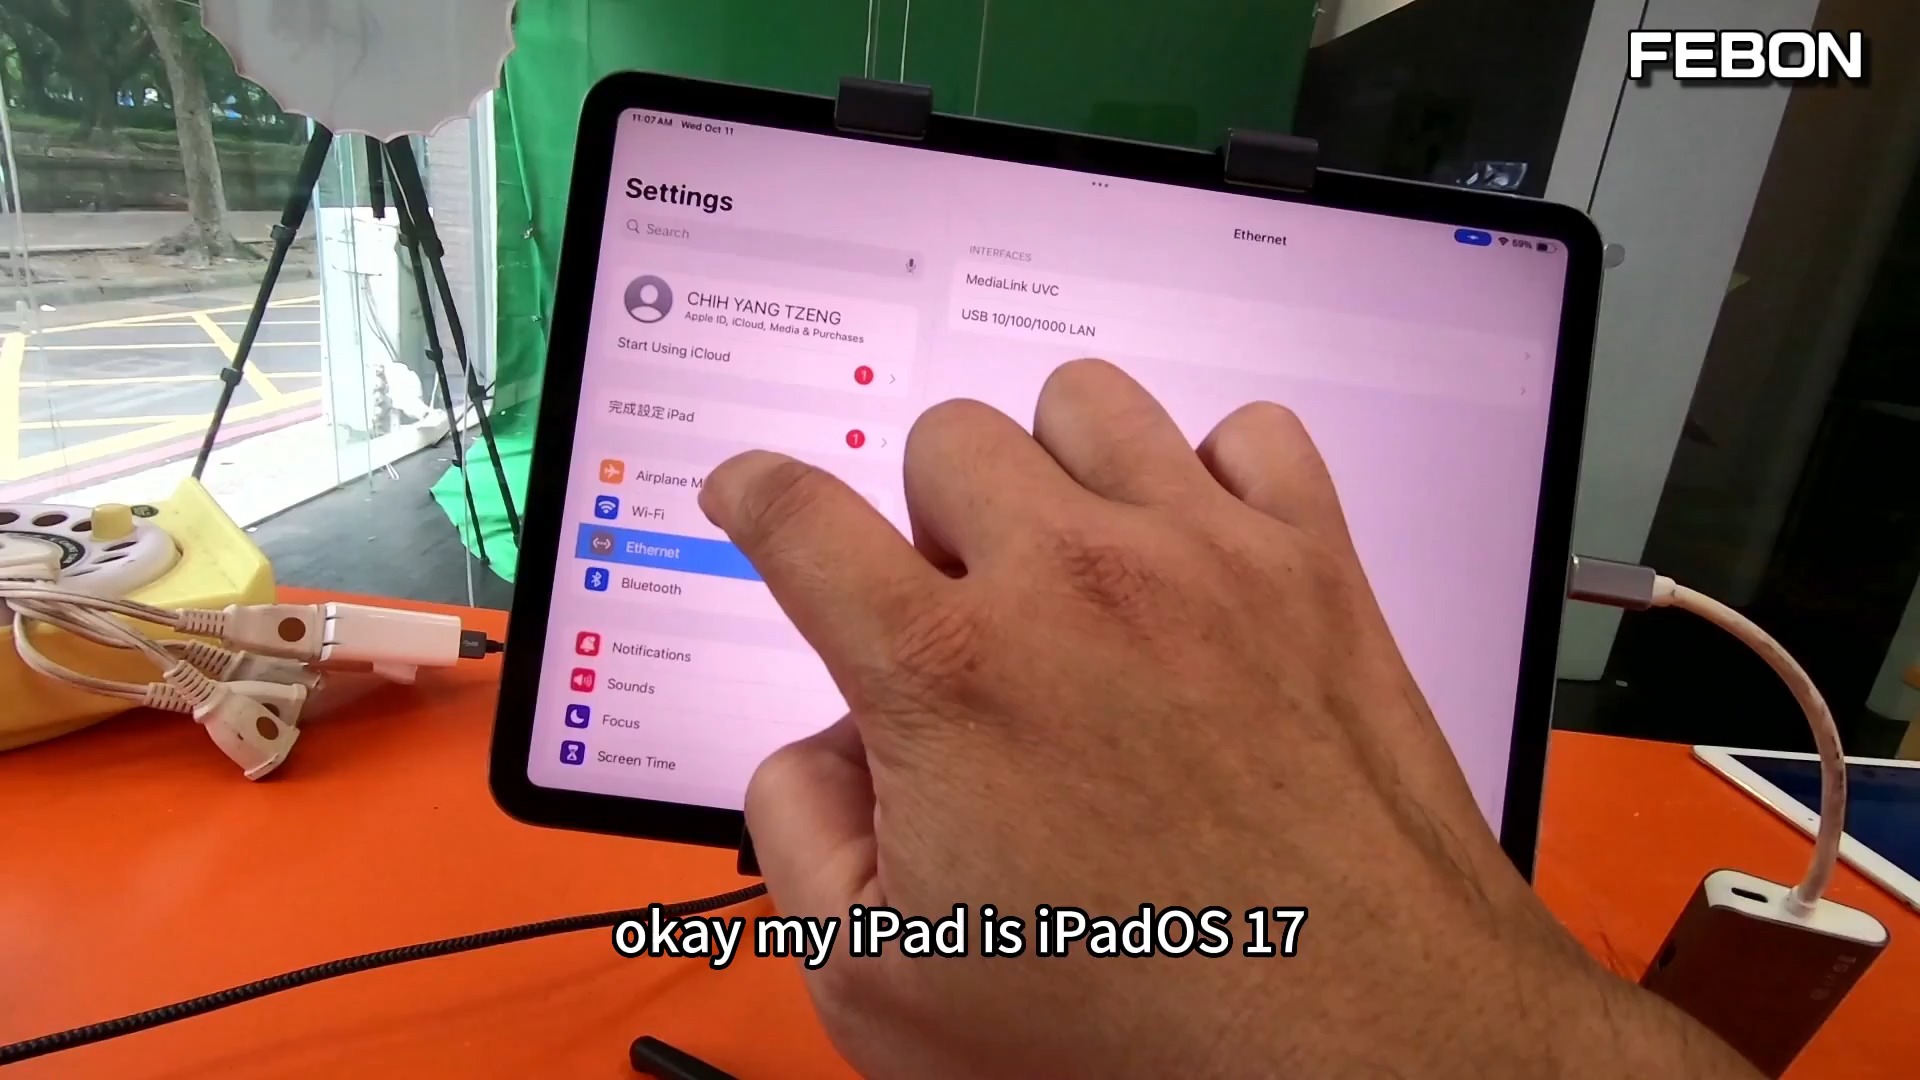 FEBON
11:07 AM Wed Oct 11
Settings
Search
CHIH YANG TZENG
Apple ID, iCloud, Media & Purchases
Start Using iCloud
1
完成設定 iPad
1
Airplane M
Wi-Fi
Ethernet
Bluetooth
Notifications
Sounds
Focus
Screen Time
Ethernet
59%
INTERFACES
MediaLink UVC
USB 10/100/1000 LAN
okay my iPad is iPadOS 17